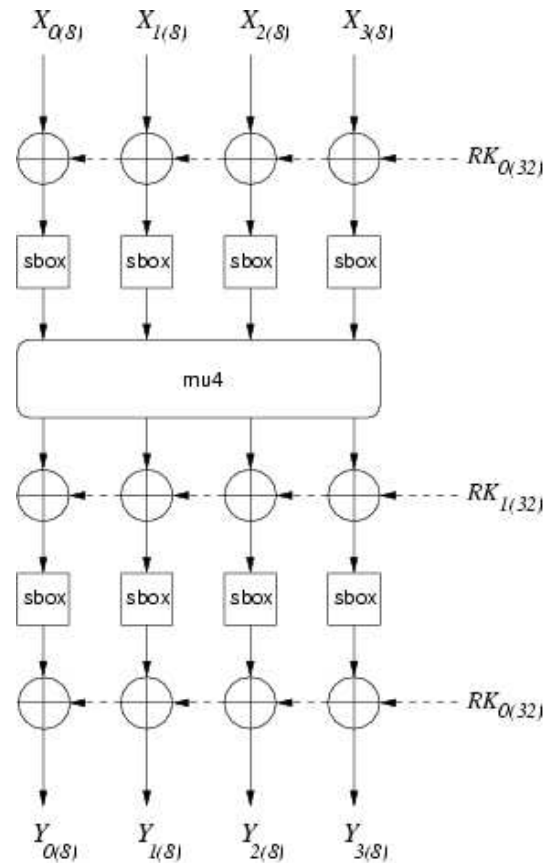 X0(8) X1(8) X2(8) X3(8)
RK0(32)
sbox sbox sbox sbox
mu4
RK1(32)
sbox sbox sbox sbox
RK0(32)
Y0(8) Y1(8) Y2(8) Y3(8)